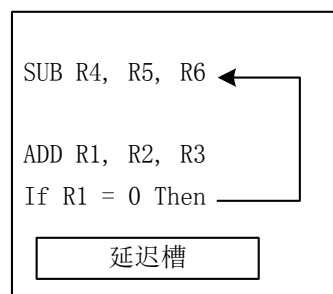 SUB R4, R5, R6
ADD R1, R2, R3
If R1 = 0 Then
延迟槽